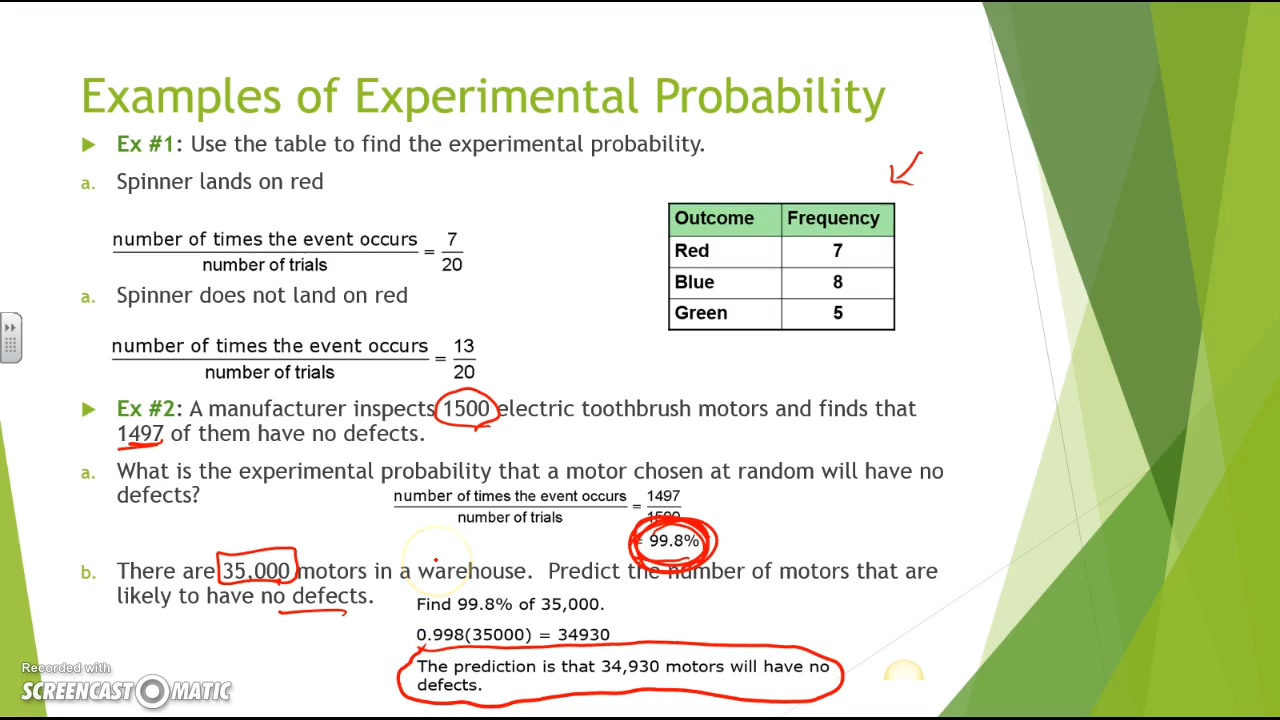 Examples of Experimental Probability
▶ Ex #1: Use the table to find the experimental probability.
a. Spinner lands on red
number of times the event occurs / number of trials = 7/20
a. Spinner does not land on red
number of times the event occurs / number of trials = 13/20
Outcome Frequency
Red 7
Blue 8
Green 5
▶ Ex #2: A manufacturer inspects 1500 electric toothbrush motors and finds that
1497 of them have no defects.
a. What is the experimental probability that a motor chosen at random will have no
defects?
number of times the event occurs / number of trials = 1497/1500
= 99.8%
b. There are 35,000 motors in a warehouse. Predict the number of motors that are
likely to have no defects.
Find 99.8% of 35,000.
0.998(35000) = 34930
The prediction is that 34,930 motors will have no
defects.
Recorded with
SCREENCAST-O-MATIC